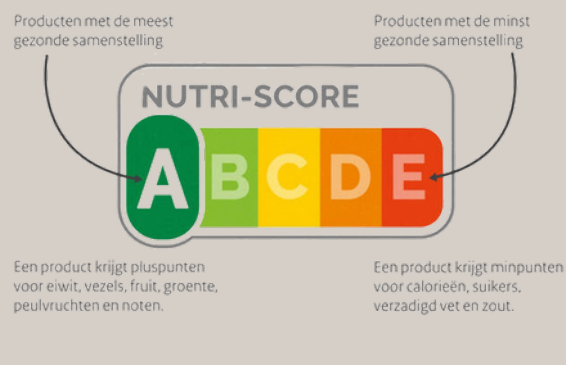 Producten met de meest
gezonde samenstelling
Producten met de minst
gezonde samenstelling
NUTRI-SCORE
A B C D E
Een product krijgt pluspunten
voor eiwit, vezels, fruit, groente,
peulvruchten en noten.
Een product krijgt minpunten
voor calorieën, suikers,
verzadigd vet en zout.